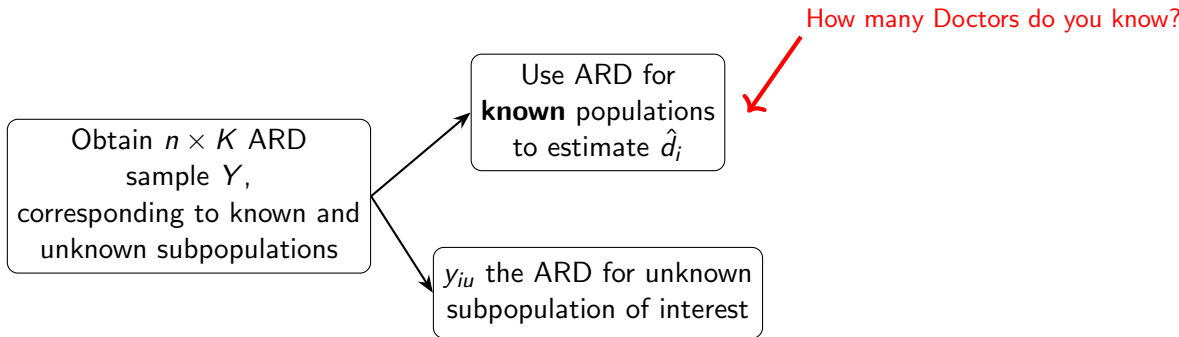 How many Doctors do you know?
Use ARD for
known populations
to estimate d̂ᵢ
Obtain n × K ARD
sample Y,
corresponding to known and
unknown subpopulations
yᵢᵤ the ARD for unknown
subpopulation of interest